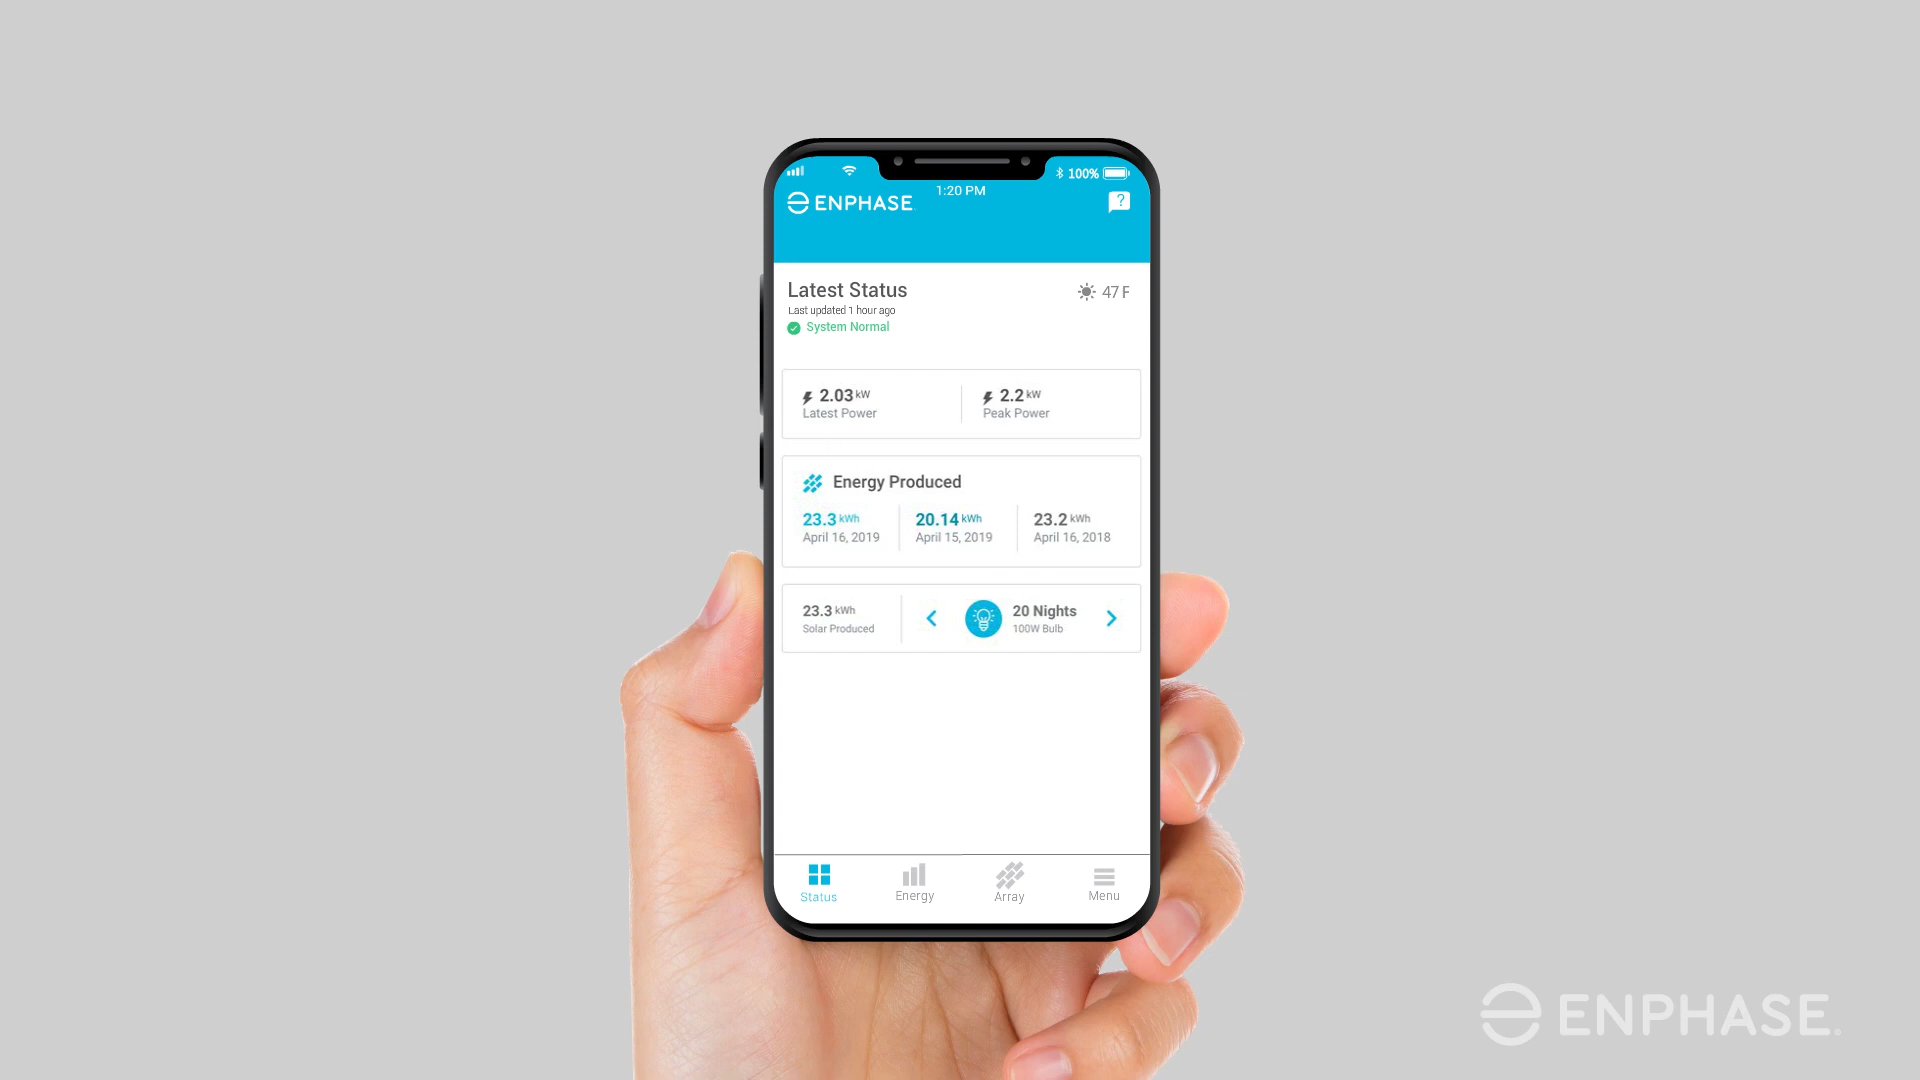 100%
1:20 PM
ENPHASE.
?
Latest Status
47 F
Last updated 1 hour ago
System Normal
2.03 kW
Latest Power
2.2 kW
Peak Power
Energy Produced
23.3 kWh
April 16, 2019
20.14 kWh
April 15, 2019
23.2 kWh
April 16, 2018
23.3 kWh
Solar Produced
20 Nights
100W Bulb
Status
Energy
Array
Menu
ENPHASE.